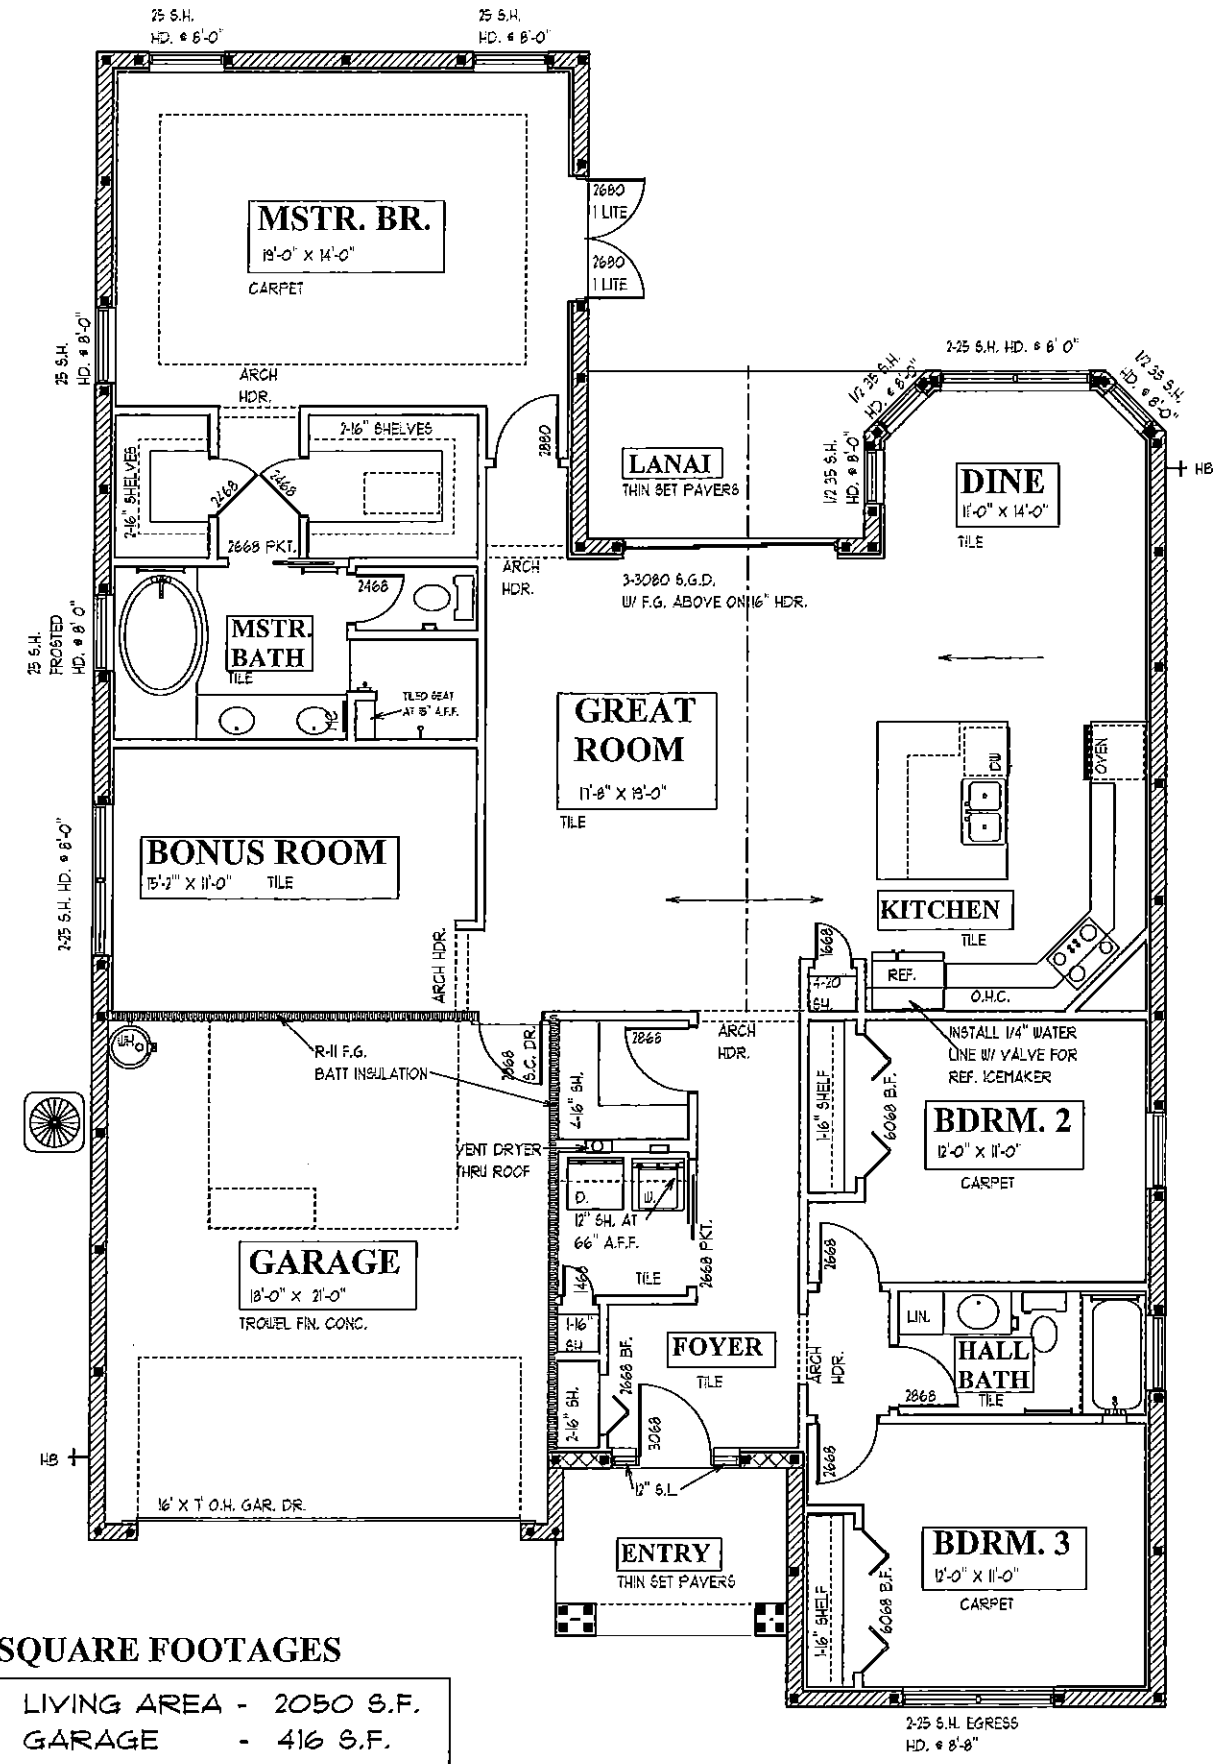 25 S.H.
HD. @ 8'-0"
25 S.H.
HD. @ 8'-0"
2680
1 LITE
2680
1 LITE
MSTR. BR.
19'-0" X 14'-0"
CARPET
25 S.H.
HD. @ 8'-0"
ARCH
HDR.
2-16" SHELVES
2-16" SHELVES
2468
2468
2880
2668 PKT.
2468
ARCH
HDR.
LANAI
THIN SET PAVERS
1/2 35 S.H.
HD. @ 8'-0"
1/2 35 S.H.
HD. @ 8'-0"
2-25 S.H. HD. @ 8' 0"
1/2 35 S.H.
HD. @ 8'-0"
HB
DINE
11'-0" X 14'-0"
TILE
3-3080 S.G.D.
W/ F.G. ABOVE ON 16" HDR.
25 S.H.
FROSTED
HD. @ 8' 0"
MSTR.
BATH
TILE
TILED SEAT
AT 18" A.F.F.
MC
GREAT
ROOM
17'-8" X 19'-0"
TILE
DW
OVEN
BONUS ROOM
15'-2" X 11'-0"
TILE
2-25 S.H. HD. @ 8'-0"
ARCH HDR.
KITCHEN
TILE
1668
4-20"
SH.
REF.
O.H.C.
WH
R-11 F.G.
BATT INSULATION
2868
S.C. DR.
2868
4-16" SH.
ARCH
HDR.
INSTALL 1/4" WATER
LINE W/ VALVE FOR
REF. ICEMAKER
1-16" SHELF
6068 B.F.
BDRM. 2
12'-0" X 11'-0"
CARPET
VENT DRYER
THRU ROOF
D.
W.
12" SH. AT
66" A.F.F.
TILE
2668 PKT.
2668
GARAGE
18'-0" X 21'-0"
TROWEL FIN. CONC.
1468
1-16"
SH
2-16" SH.
2668 BF.
FOYER
TILE
ARCH
HDR.
LIN.
HALL
BATH
TILE
2868
3068
2668
HB
12" S.L.
16' X 7' O.H. GAR. DR.
ENTRY
THIN SET PAVERS
1-16" SHELF
6068 B.F.
BDRM. 3
12'-0" X 11'-0"
CARPET
2-25 S.H. EGRESS
HD. @ 8'-8"
SQUARE FOOTAGES
LIVING AREA - 2050 S.F.
GARAGE - 416 S.F.